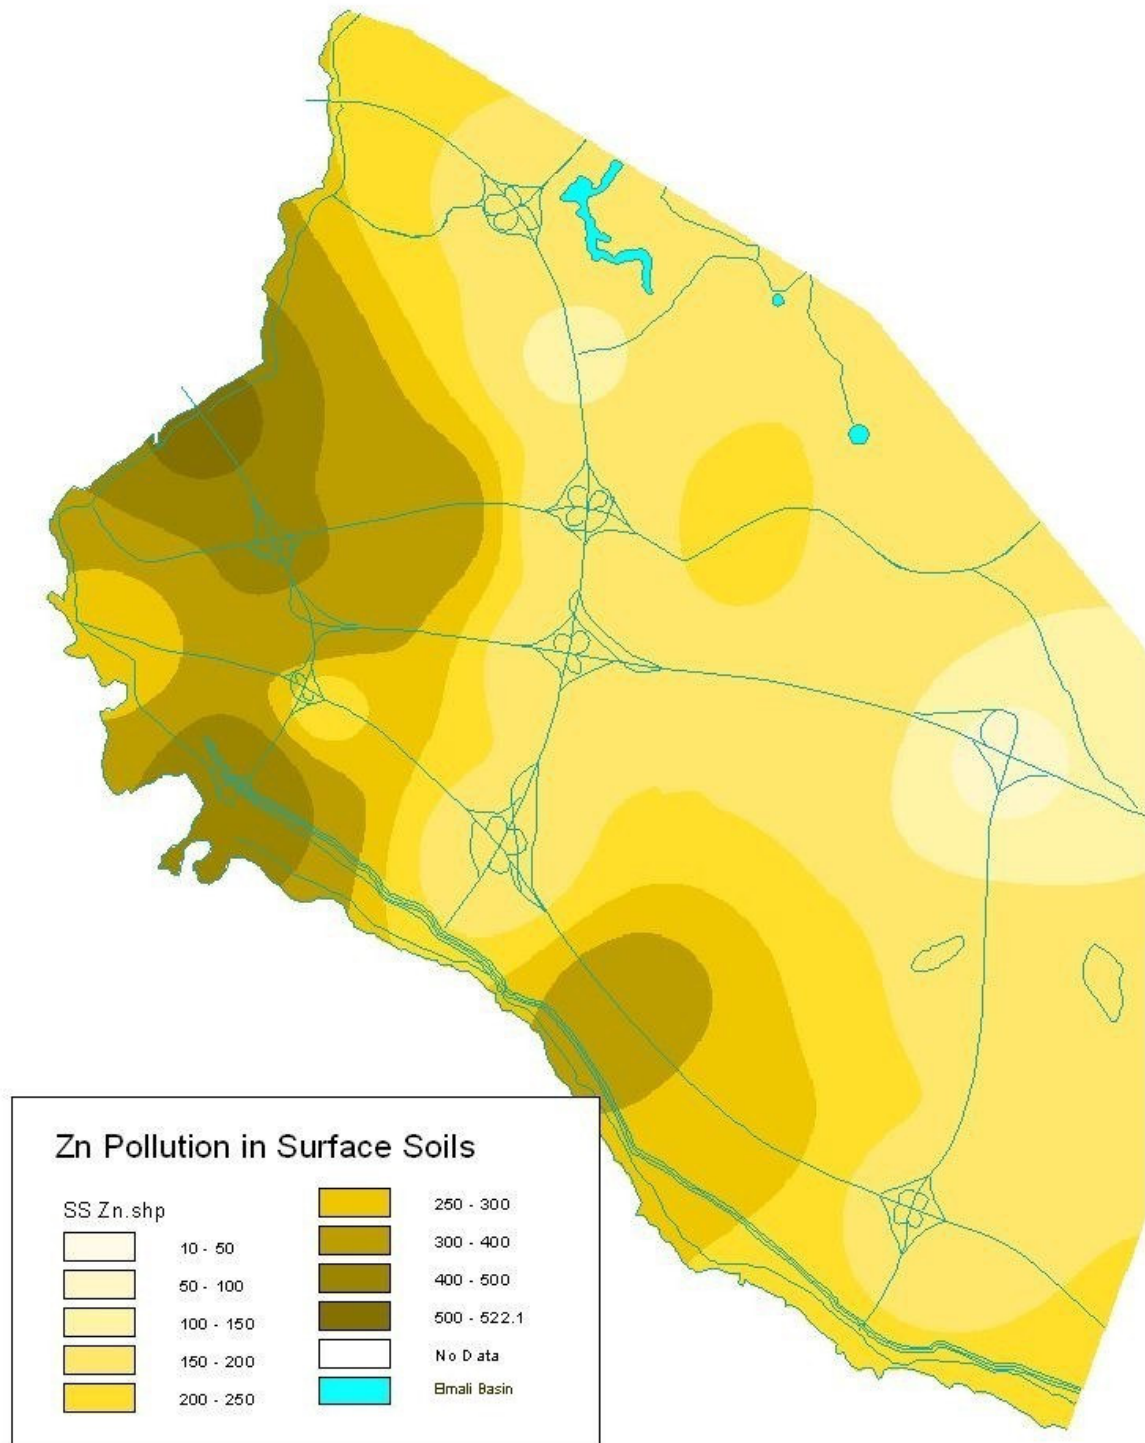 Zn Pollution in Surface Soils
SS Zn.shp
10 - 50
50 - 100
100 - 150
150 - 200
200 - 250
250 - 300
300 - 400
400 - 500
500 - 522.1
No Data
Elmali Basin